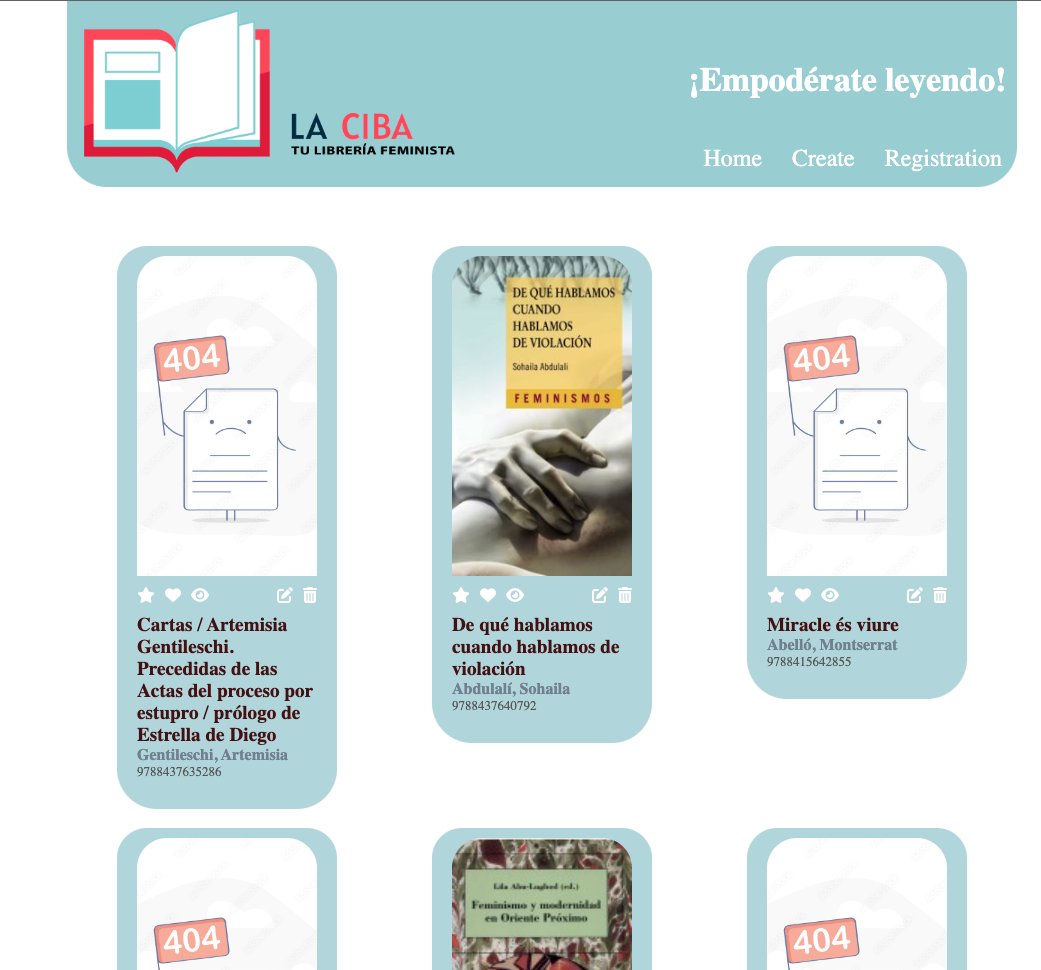 ¡Empodérate leyendo!
LA CIBA
TU LIBRERÍA FEMINISTA
Home Create Registration
404
Cartas / Artemisia
Gentileschi.
Precedidas de las
Actas del proceso por
estupro / prólogo de
Estrella de Diego
Gentileschi, Artemisia
9788437635286
DE QUÉ HABLAMOS
CUANDO
HABLAMOS
DE VIOLACIÓN
Sohaila Abdulali
FEMINISMOS
De qué hablamos
cuando hablamos de
violación
Abdulalí, Sohaila
9788437640792
404
Miracle és viure
Abelló, Montserrat
9788415642855
404
Lila Abu-Lughod (ed.)
Feminismo y modernidad
en Oriente Próximo
404